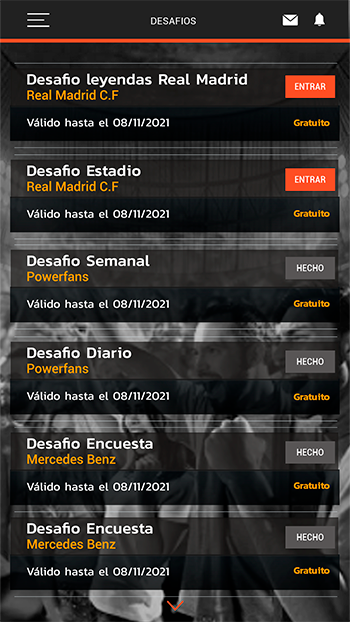 DESAFIOS
Desafio leyendas Real Madrid
Real Madrid C.F
ENTRAR
Válido hasta el 08/11/2021
Gratuito
Desafio Estadio
Real Madrid C.F
ENTRAR
Válido hasta el 08/11/2021
Gratuito
Desafio Semanal
Powerfans
HECHO
Válido hasta el 08/11/2021
Gratuito
Desafio Diario
Powerfans
HECHO
Válido hasta el 08/11/2021
Gratuito
Desafio Encuesta
Mercedes Benz
HECHO
Válido hasta el 08/11/2021
Gratuito
Desafio Encuesta
Mercedes Benz
HECHO
Válido hasta el 08/11/2021
Gratuito